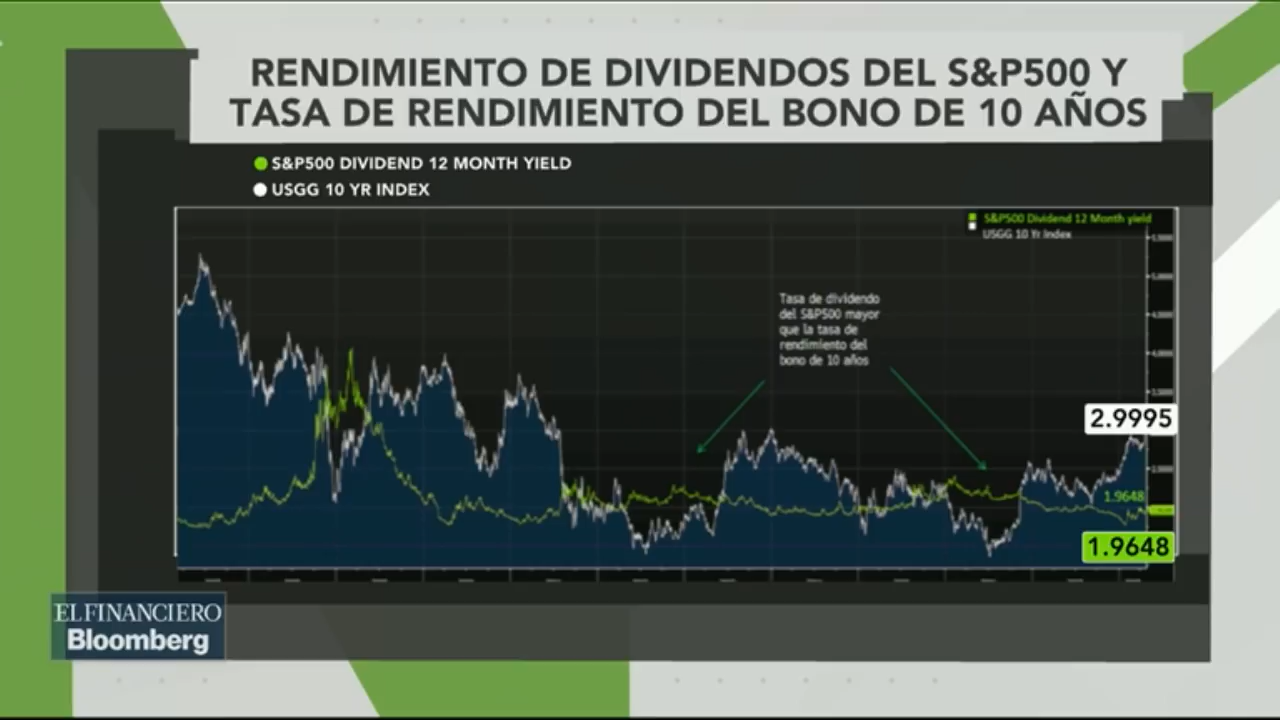 RENDIMIENTO DE DIVIDENDOS DEL S&P500 Y
TASA DE RENDIMIENTO DEL BONO DE 10 AÑOS
S&P500 DIVIDEND 12 MONTH YIELD
USGG 10 YR INDEX
S&P500 Dividend 12 Month yield
USGG 10 Yr Index
Tasa de dividendo
del S&P500 mayor
que la tasa de
rendimiento del
bono de 10 años
2.9995
1.9648
1.9648
EL FINANCIERO
Bloomberg